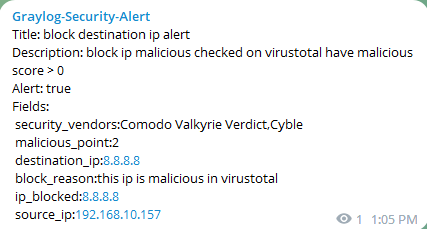 Graylog-Security-Alert
Title: block destination ip alert
Description: block ip malicious checked on virustotal have malicious
score > 0
Alert: true
Fields:
security_vendors:Comodo Valkyrie Verdict,Cyble
malicious_point:2
destination_ip:8.8.8.8
block_reason:this ip is malicious in virustotal
ip_blocked:8.8.8.8
source_ip:192.168.10.157
1 1:05 PM